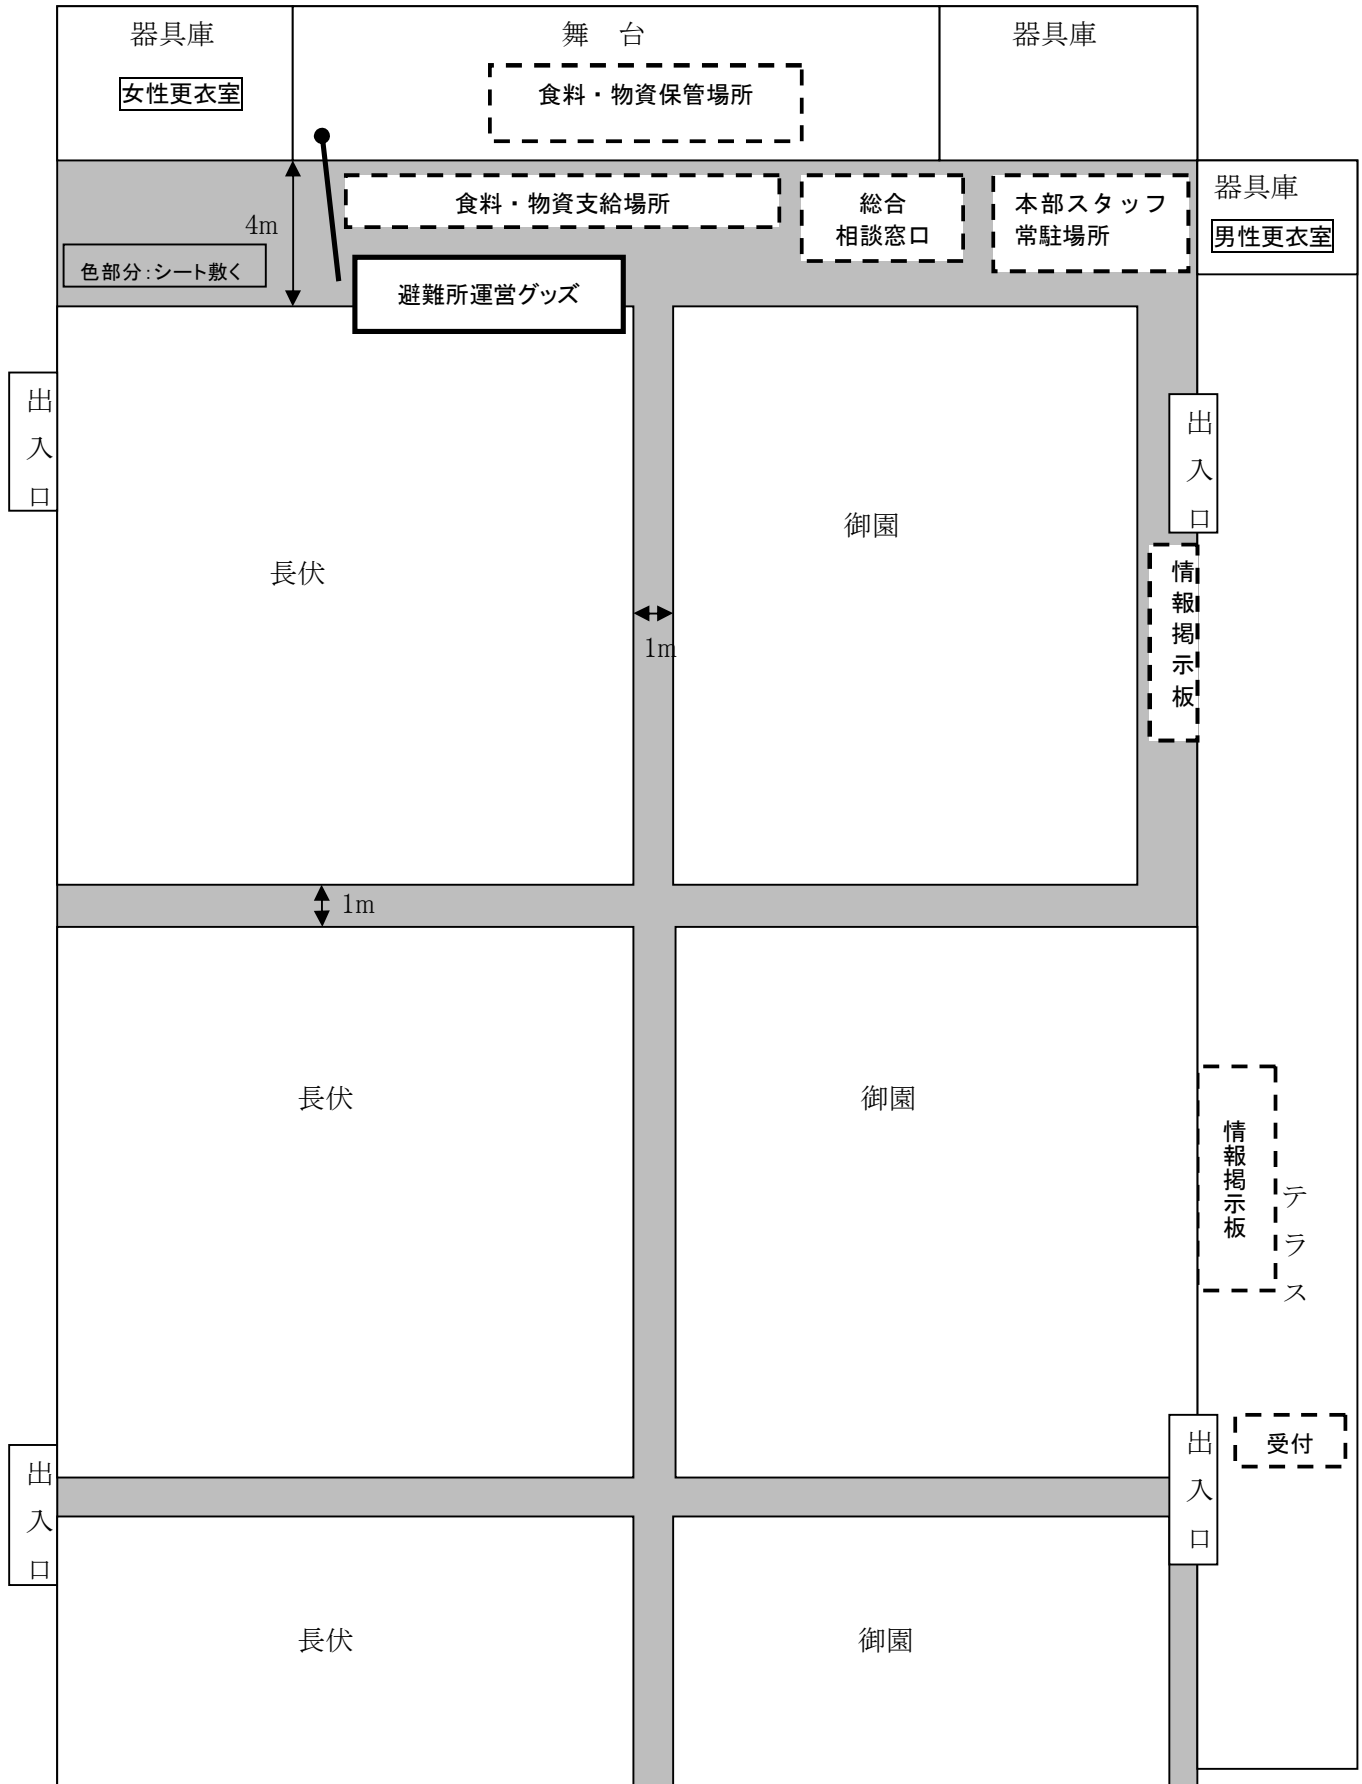 器具庫
舞　台
器具庫
女性更衣室
食料・物資保管場所
食料・物資支給場所
総合
相談窓口
本部スタッフ
常駐場所
器具庫
男性更衣室
4m
色部分：シート敷く
避難所運営グッズ
出入口
出入口
御園
長伏
情報掲示板
1m
1m
長伏
御園
情報掲示板
テラス
出入口
出入口
受付
長伏
御園